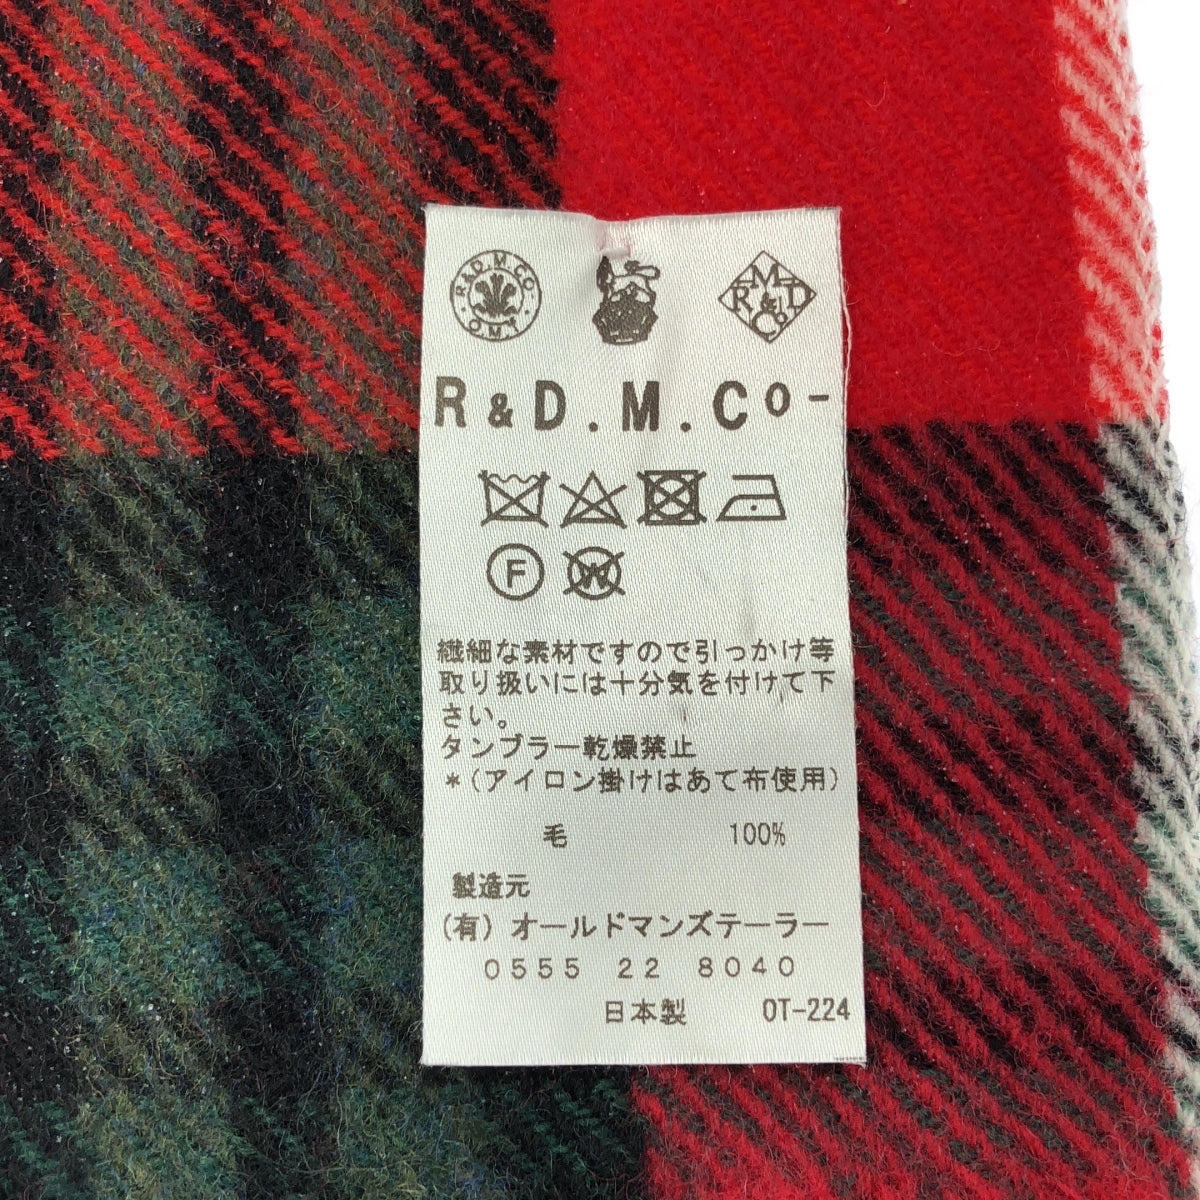 R&D.M.CO
O.M.T
R M & D Co
R&D.M.Co-
F
W
繊細な素材ですので引っかけ等
取り扱いには十分気を付けて下
さい。
タンブラー乾燥禁止
*(アイロン掛けはあて布使用)
毛 100%
製造元
(有)オールドマンズテーラー
0555 22 8040
日本製 OT-224